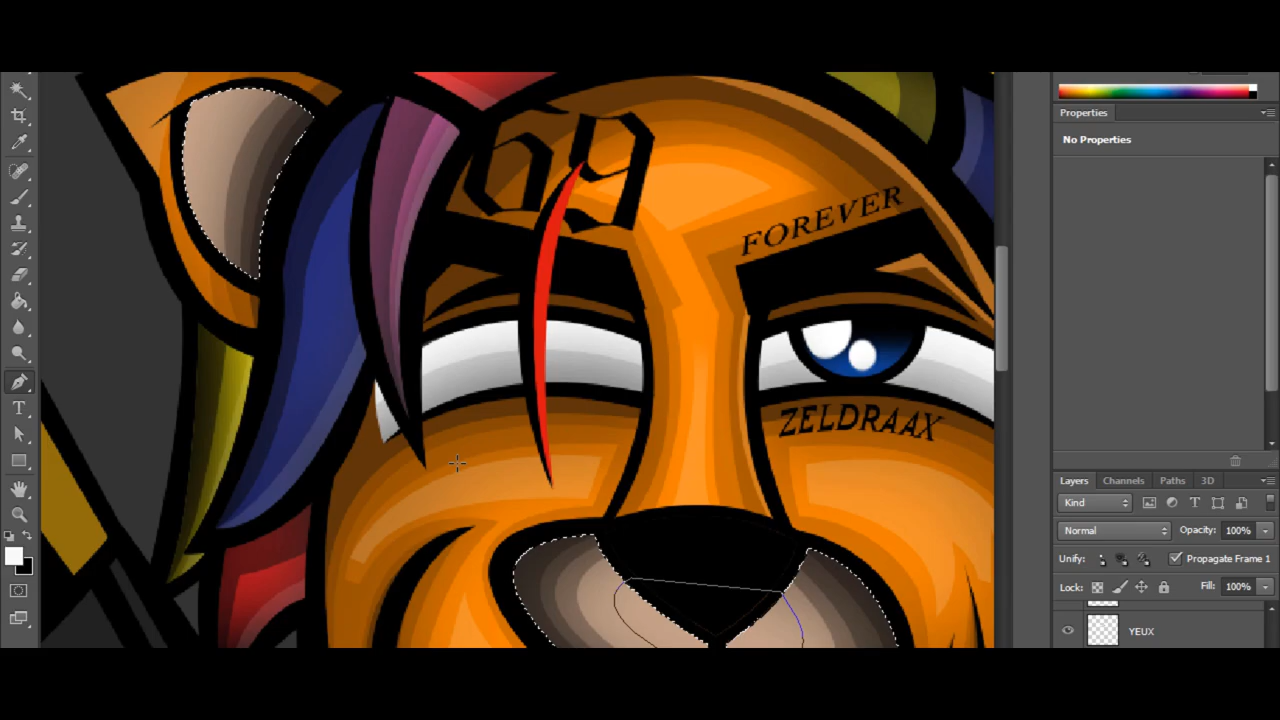 Properties
No Properties
69
FOREVER
ZELDRAAX
Layers Channels Paths 3D
Kind
Normal Opacity: 100%
Unify: Propagate Frame 1
Lock: Fill: 100%
YEUX
T